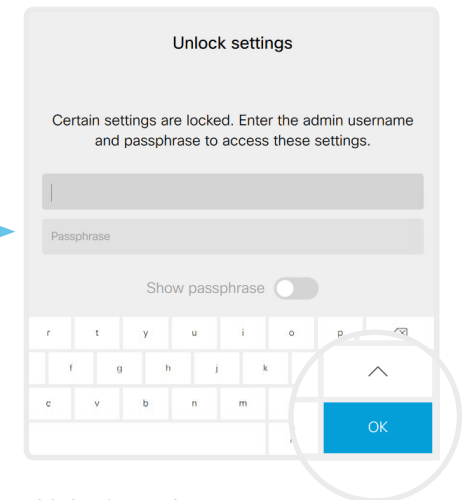 Unlock settings
Certain settings are locked. Enter the admin username
and passphrase to access these settings.
Passphrase
Show passphrase
r t y u i o p
f g h j k
c v b n m
OK